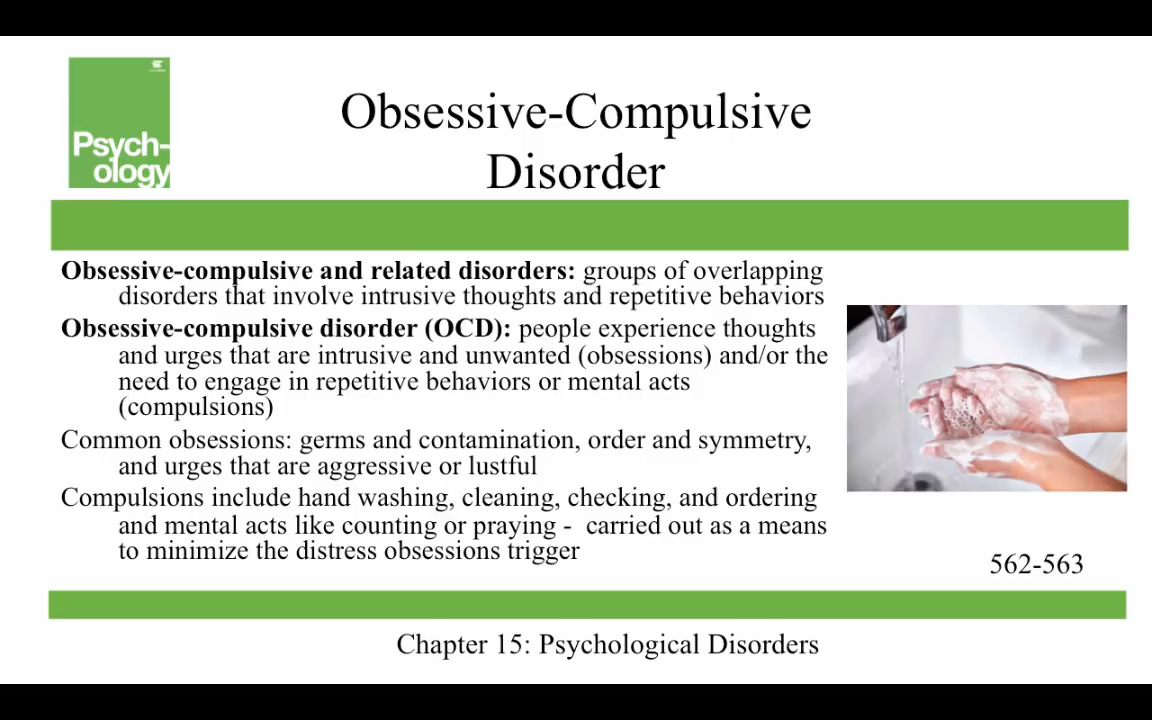 Psych-
ology
Obsessive-Compulsive
Disorder
Obsessive-compulsive and related disorders: groups of overlapping
disorders that involve intrusive thoughts and repetitive behaviors
Obsessive-compulsive disorder (OCD): people experience thoughts
and urges that are intrusive and unwanted (obsessions) and/or the
need to engage in repetitive behaviors or mental acts
(compulsions)
Common obsessions: germs and contamination, order and symmetry,
and urges that are aggressive or lustful
Compulsions include hand washing, cleaning, checking, and ordering
and mental acts like counting or praying - carried out as a means
to minimize the distress obsessions trigger
562-563
Chapter 15: Psychological Disorders